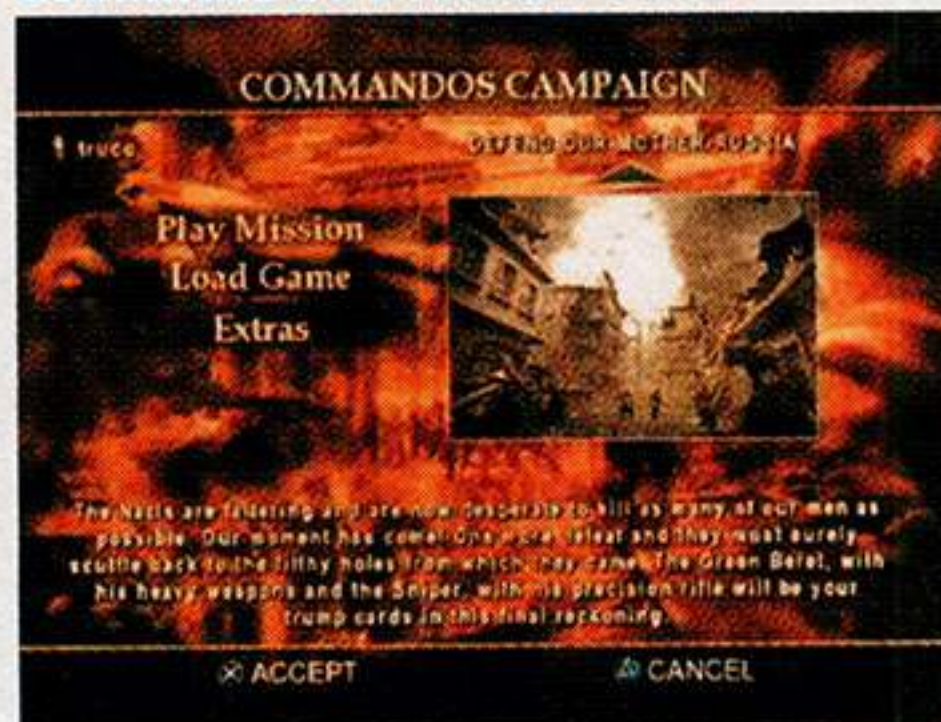 COMMANDOS CAMPAIGN
truco
DEFEND OUR MOTHER RUSSIA
Play Mission
Load Game
Extras
The Nazis are faltering and are now desperate to kill as many of our men as
possible. Our moment has come! One more defeat and they must surely
scuttle back to the filthy holes from which they came. The Green Beret, with
his heavy weapons and the Sniper, with his precision rifle will be your
trump cards in this final reckoning.
ACCEPT
CANCEL